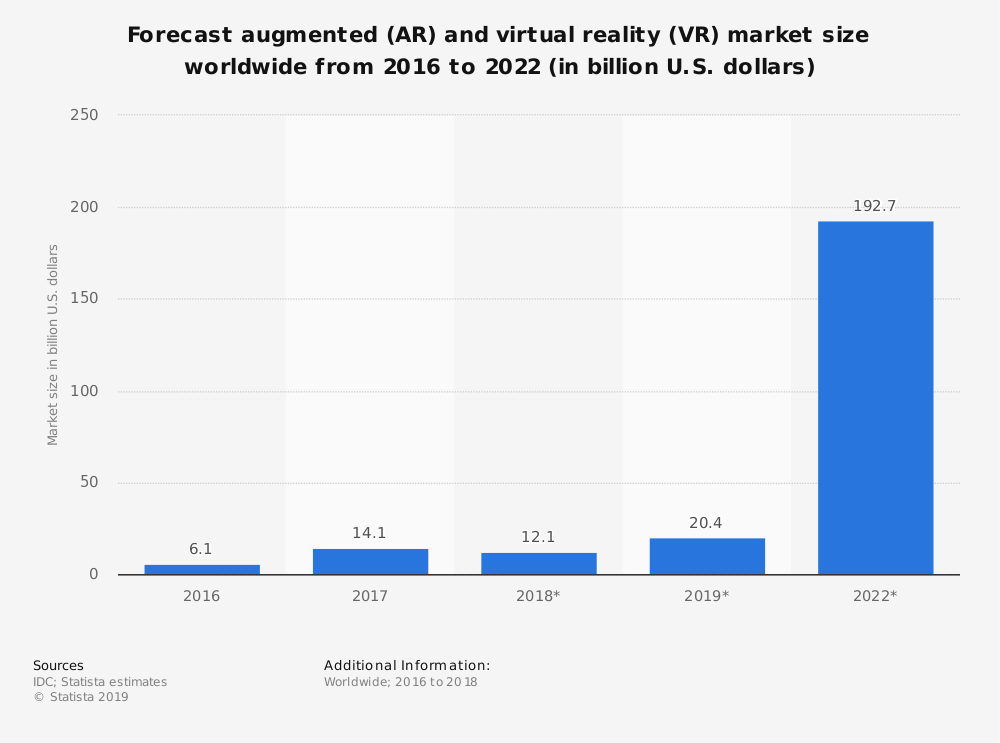 Forecast augmented (AR) and virtual reality (VR) market size
worldwide from 2016 to 2022 (in billion U.S. dollars)
250
200
150
100
50
0
Market size in billion U.S. dollars
6.1
14.1
12.1
20.4
192.7
2016
2017
2018*
2019*
2022*
Sources
IDC; Statista estimates
© Statista 2019
Additional Information:
Worldwide; 2016 to 2018